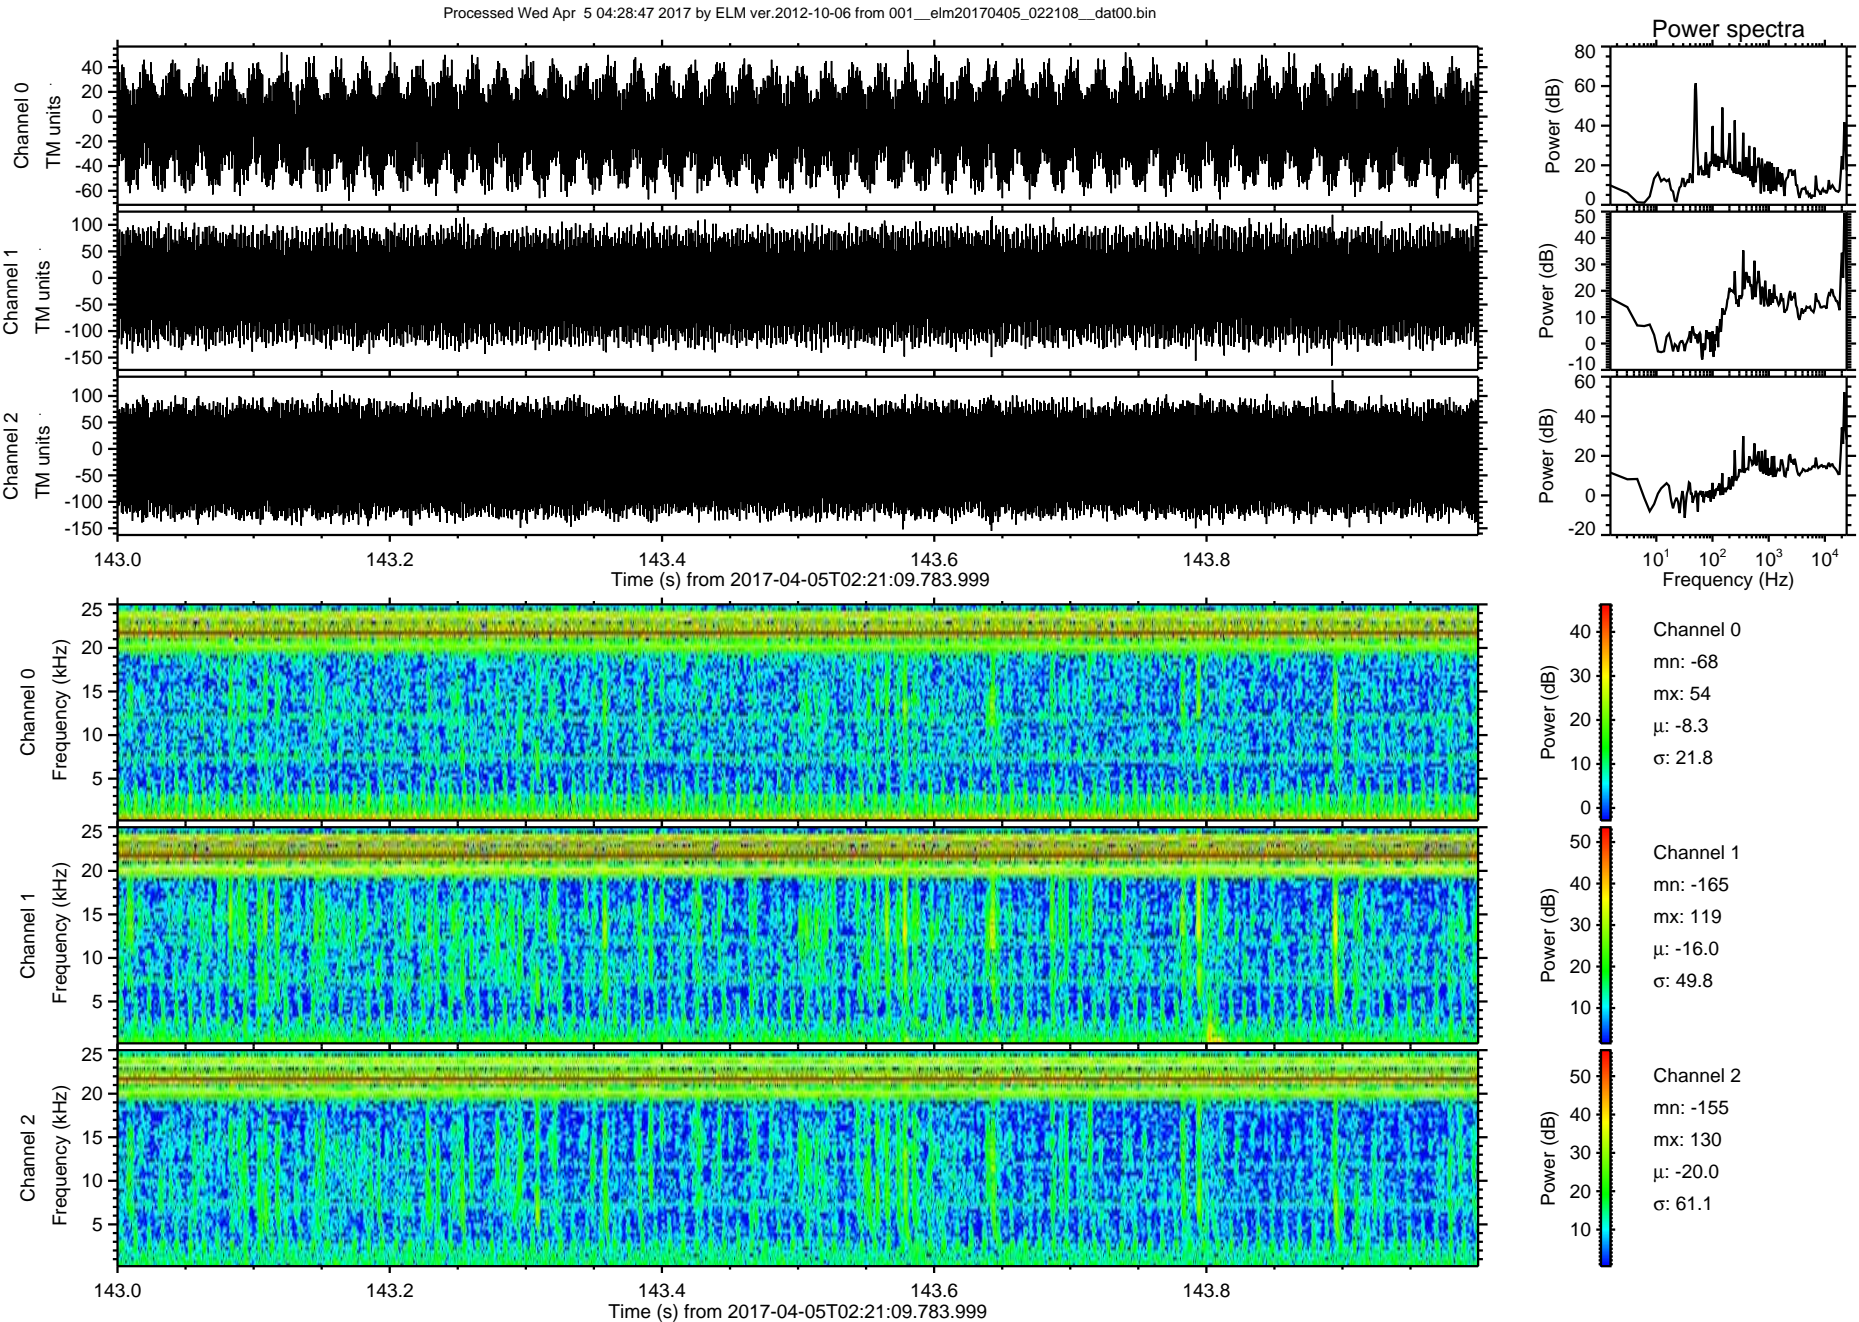 Processed Wed Apr  5 04:28:47 2017 by ELM ver.2012-10-06 from 001__elm20170405_022108__dat00.bin
Power spectra
Channel 0
TM units
40
20
0
-20
-40
-60
Power (dB)
80
60
40
20
0
Channel 1
TM units
100
50
0
-50
-100
-150
Power (dB)
50
40
30
20
10
0
-10
Channel 2
TM units
100
50
0
-50
-100
-150
Power (dB)
60
40
20
0
-20
143.0
143.2
143.4
143.6
143.8
Time (s) from 2017-04-05T02:21:09.783.999
10^1
10^2
10^3
10^4
Frequency (Hz)
Channel 0
Frequency (kHz)
25
20
15
10
5
Power (dB)
40
30
20
10
0
Channel 0
mn: -68
mx: 54
μ: -8.3
σ: 21.8
Channel 1
Frequency (kHz)
25
20
15
10
5
Power (dB)
50
40
30
20
10
Channel 1
mn: -165
mx: 119
μ: -16.0
σ: 49.8
Channel 2
Frequency (kHz)
25
20
15
10
5
Power (dB)
50
40
30
20
10
Channel 2
mn: -155
mx: 130
μ: -20.0
σ: 61.1
143.0
143.2
143.4
143.6
143.8
Time (s) from 2017-04-05T02:21:09.783.999